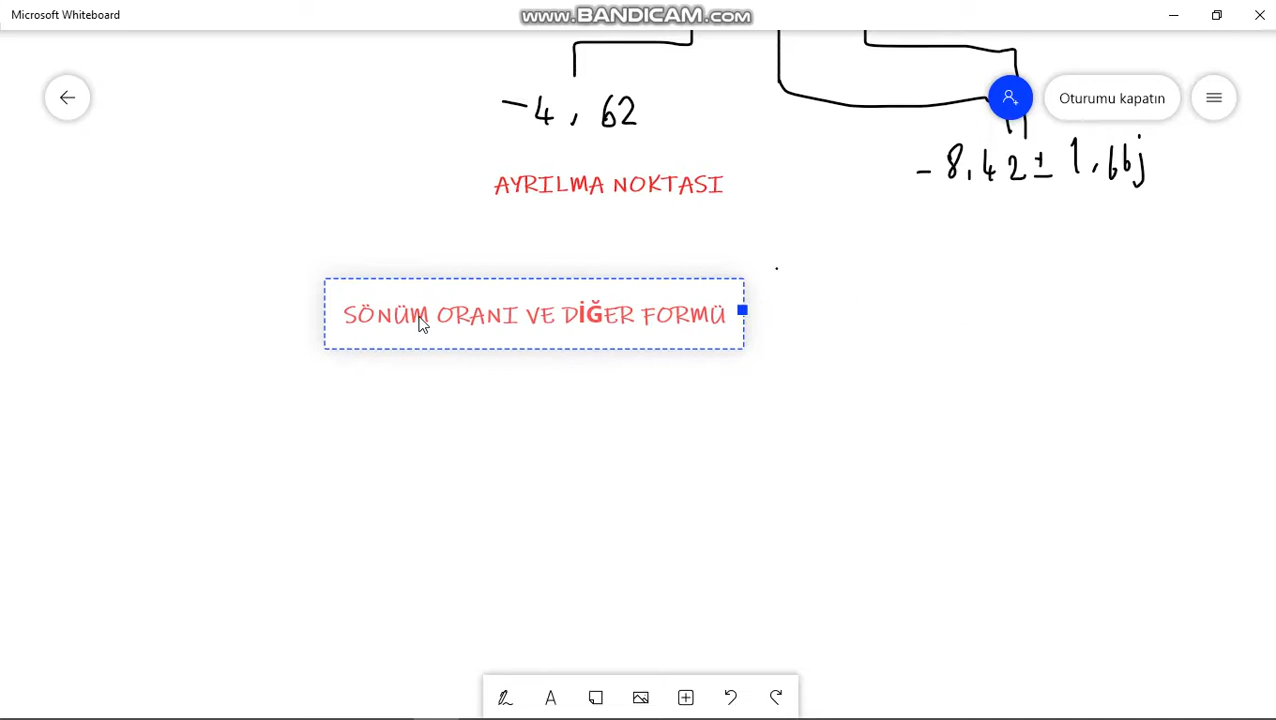 Microsoft Whiteboard
www.BANDICAM.com
Oturumu kapatın
-4, 62
-8,42 ± 1,66j
AYRILMA NOKTASI
SÖNÜM ORANI VE DİĞER FORMÜ
A